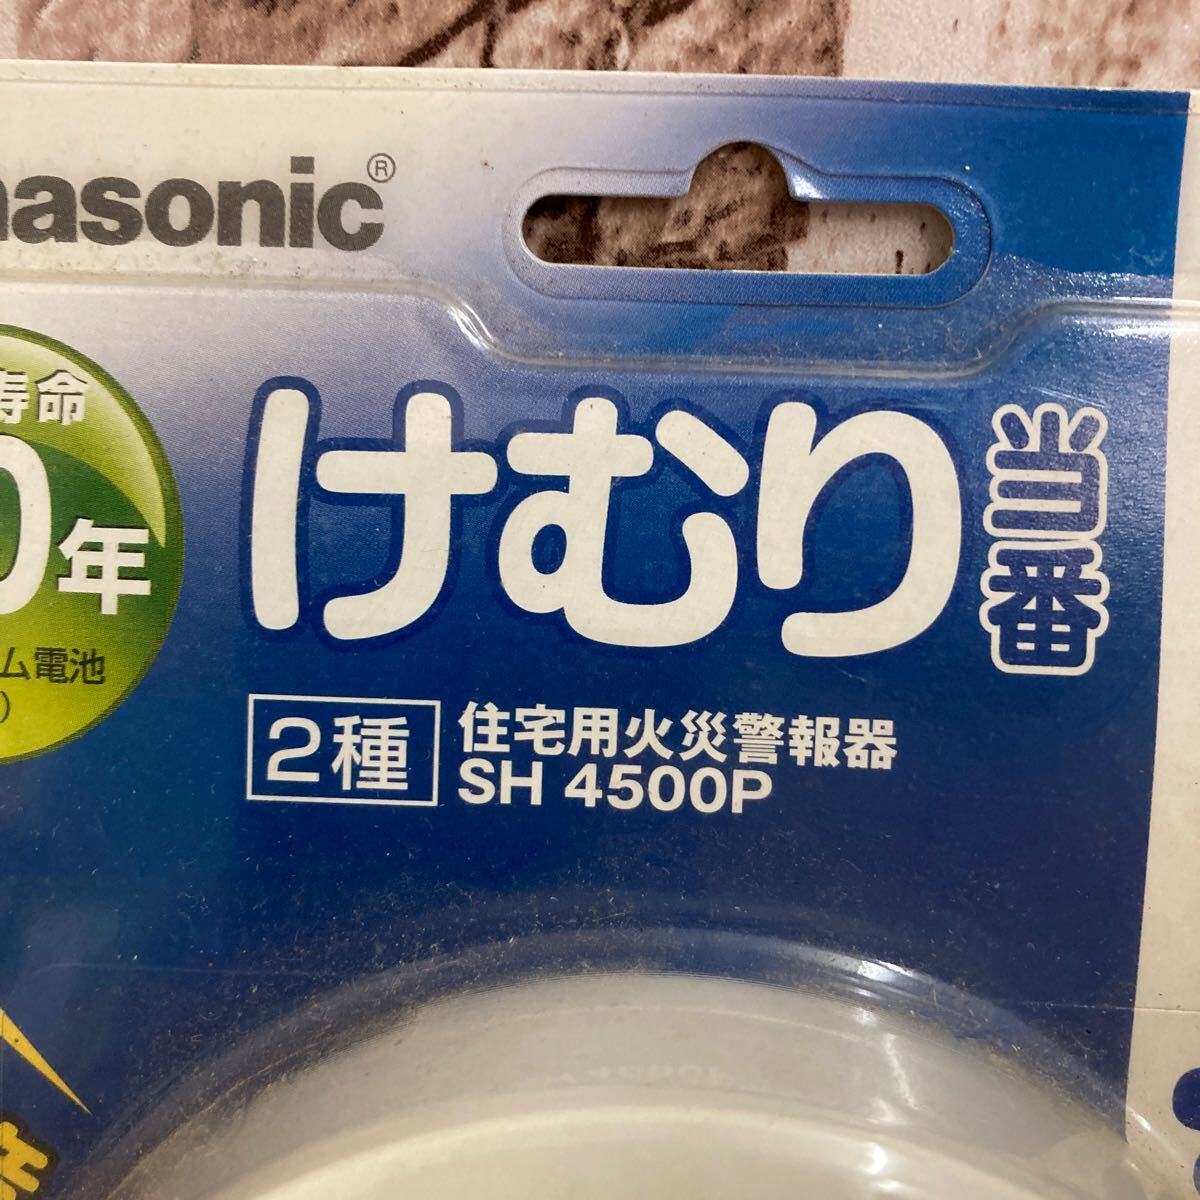 nasonic®
寿命
0年
ム電池
)
けむり当番
2種
住宅用火災警報器
SH 4500P